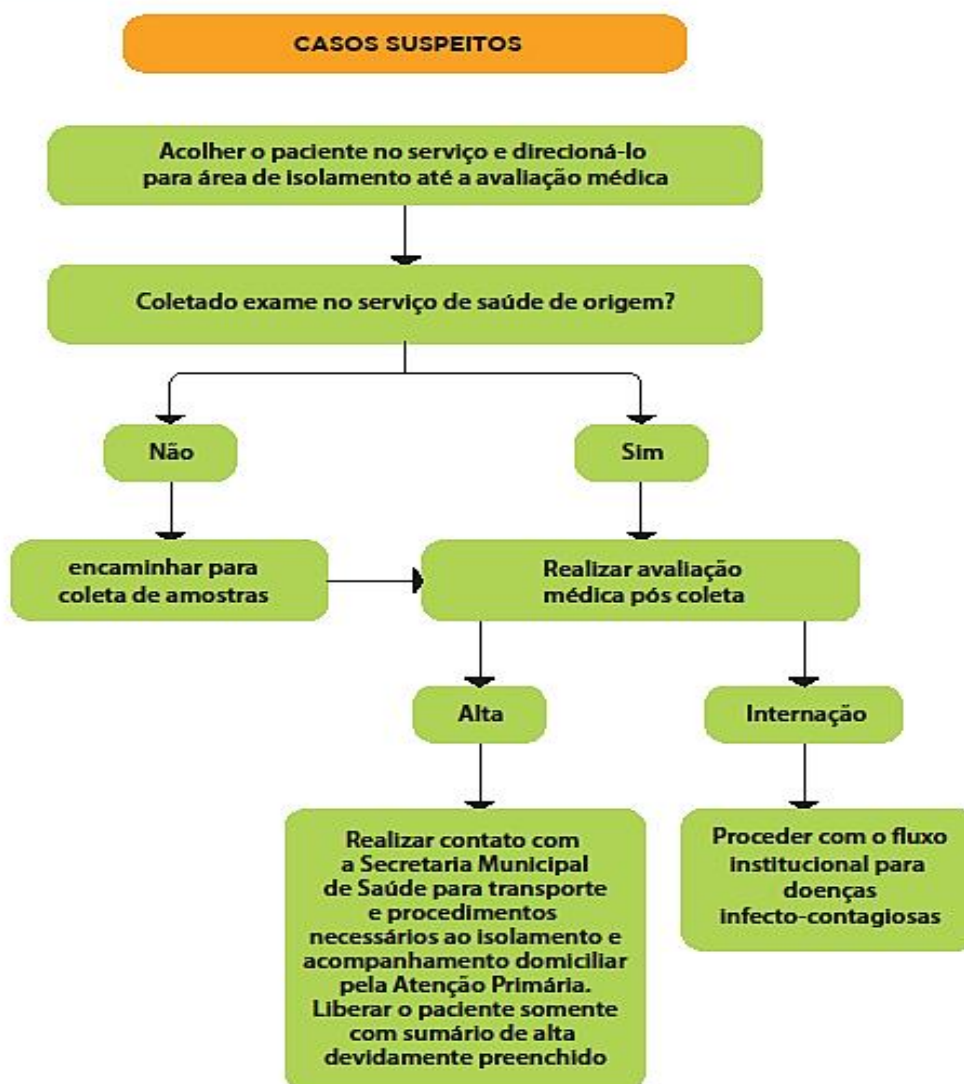 CASOS SUSPEITOS
Acolher o paciente no serviço e direcioná-lo
para área de isolamento até a avaliação médica
Coletado exame no serviço de saúde de origem?
Não
Sim
encaminhar para
coleta de amostras
Realizar avaliação
médica pós coleta
Alta
Internação
Realizar contato com
a Secretaria Municipal
de Saúde para transporte
e procedimentos
necessários ao isolamento e
acompanhamento domiciliar
pela Atenção Primária.
Liberar o paciente somente
com sumário de alta
devidamente preenchido
Proceder com o fluxo
institucional para
doenças
infecto-contagiosas